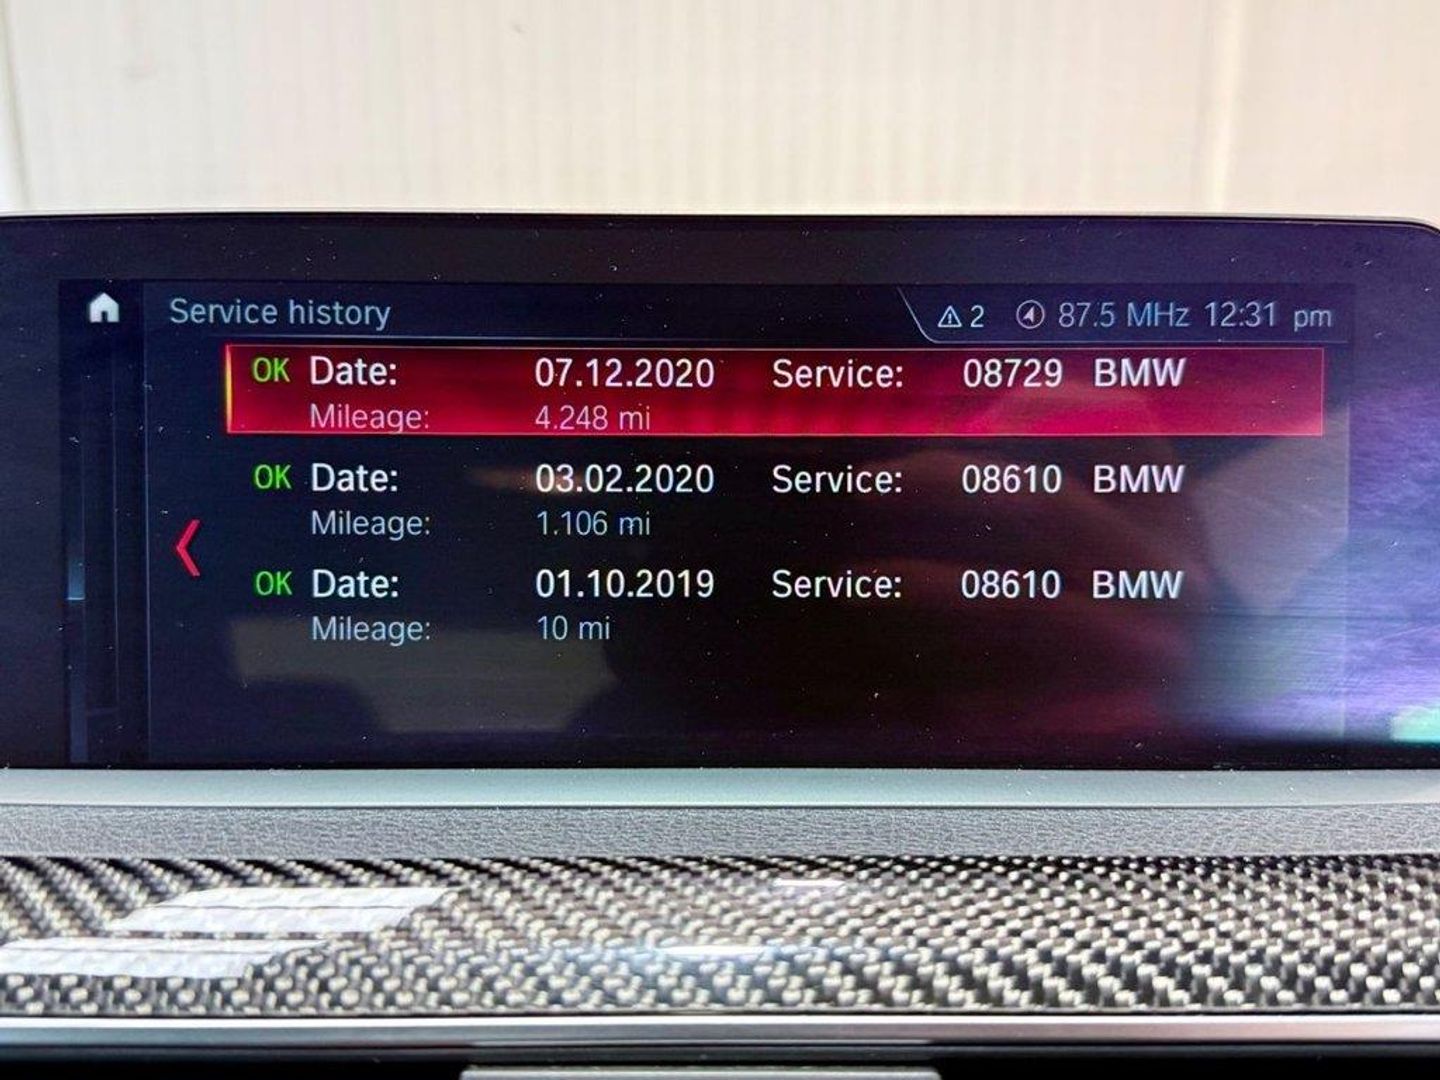 Service history 2 87.5 MHz 12:31 pm
OK Date: 07.12.2020 Service: 08729 BMW
Mileage: 4.248 mi
OK Date: 03.02.2020 Service: 08610 BMW
Mileage: 1.106 mi
OK Date: 01.10.2019 Service: 08610 BMW
Mileage: 10 mi